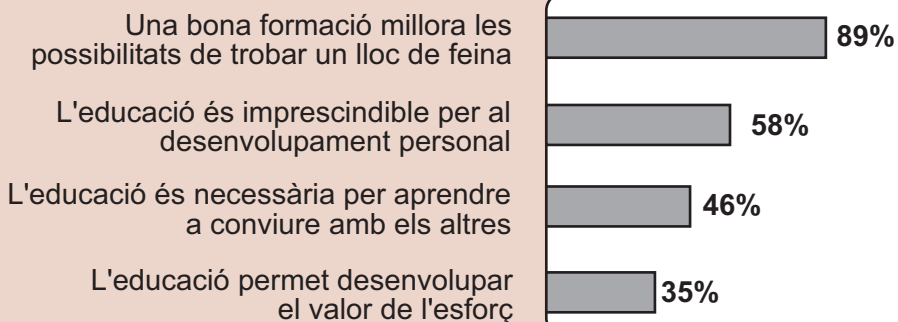 Una bona formació millora les
possibilitats de trobar un lloc de feina
89%
L'educació és imprescindible per al
desenvolupament personal
58%
L'educació és necessària per aprendre
a conviure amb els altres
46%
L'educació permet desenvolupar
el valor de l'esforç
35%